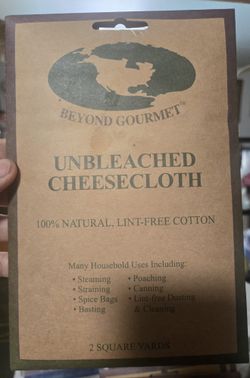 BEYOND GOURMET™
UNBLEACHED
CHEESECLOTH
100% NATURAL, LINT-FREE COTTON
Many Household Uses Including:
• Steaming • Poaching
• Straining • Canning
• Spice Bags • Lint-free Dusting
• Basting & Cleaning
2 SQUARE YARDS